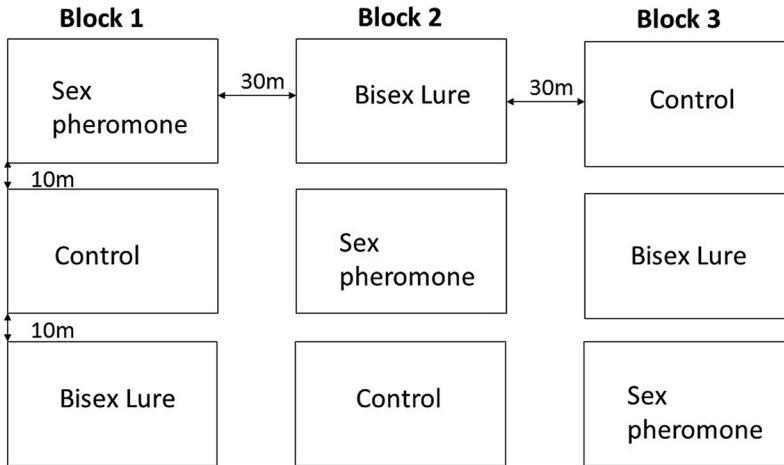 Block 1
Block 2
Block 3
Sex
pheromone
30m
Bisex Lure
30m
Control
10m
Control
Sex
pheromone
Bisex Lure
10m
Bisex Lure
Control
Sex
pheromone